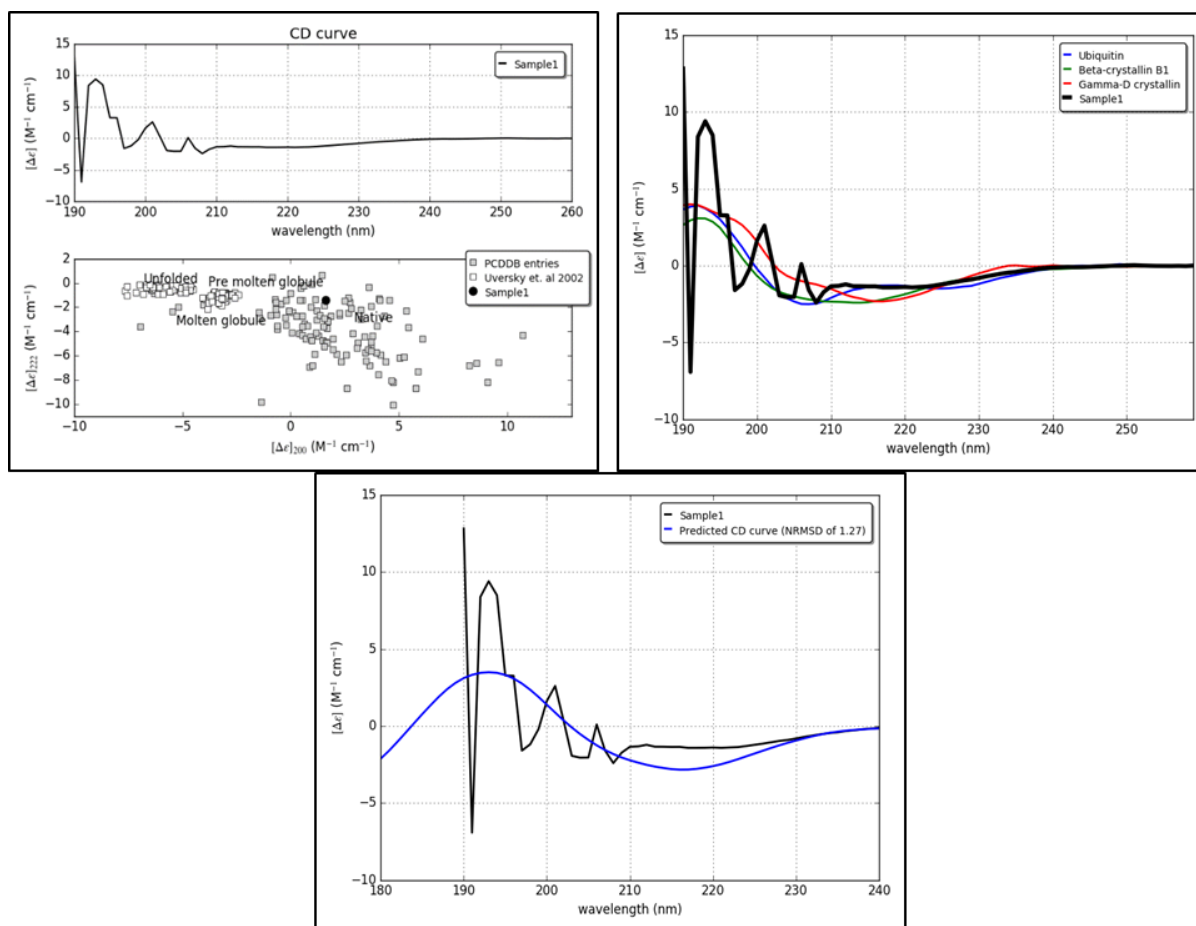 CD curve
15
10
5
0
−5
−10
[Δε] (M⁻¹ cm⁻¹)
Sample1
190 200 210 220 230 240 250 260
wavelength (nm)
2
0
−2
−4
−6
−8
−10
[Δε]₂₂₂ (M⁻¹ cm⁻¹)
Unfolded
Pre molten globule
Molten globule
Native
PCDDB entries
Uversky et. al 2002
Sample1
−10 −5 0 5 10
[Δε]₂₀₀ (M⁻¹ cm⁻¹)
15
10
5
0
−5
−10
[Δε] (M⁻¹ cm⁻¹)
Ubiquitin
Beta-crystallin B1
Gamma-D crystallin
Sample1
190 200 210 220 230 240 250
wavelength (nm)
15
10
5
0
−5
−10
[Δε] (M⁻¹ cm⁻¹)
Sample1
Predicted CD curve (NRMSD of 1.27)
180 190 200 210 220 230 240
wavelength (nm)